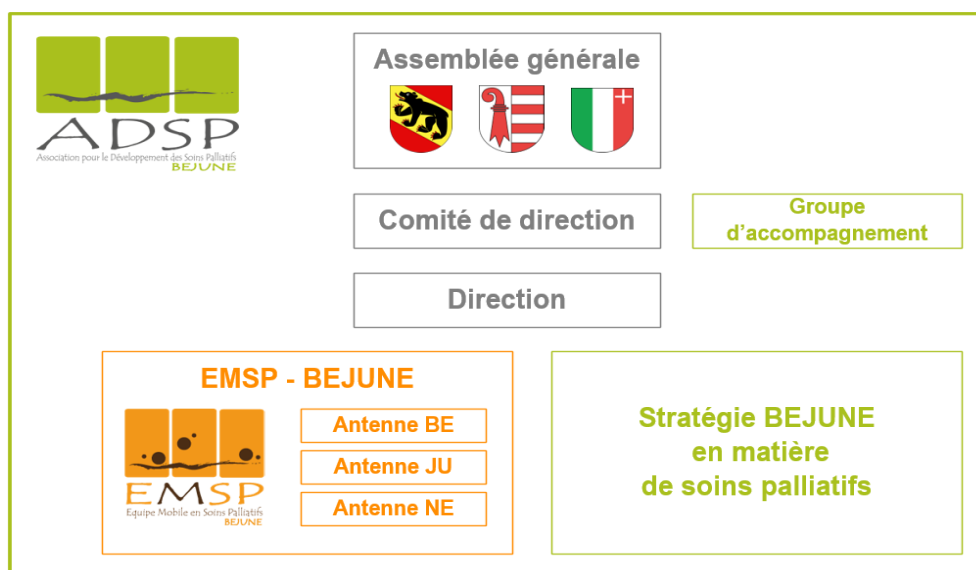 ADSP
Association pour le Développement des Soins Palliatifs
BEJUNE
Assemblée générale
Comité de direction
Groupe
d'accompagnement
Direction
EMSP - BEJUNE
EMSP
Equipe Mobile en Soins Palliatifs
BEJUNE
Antenne BE
Antenne JU
Antenne NE
Stratégie BEJUNE
en matière
de soins palliatifs